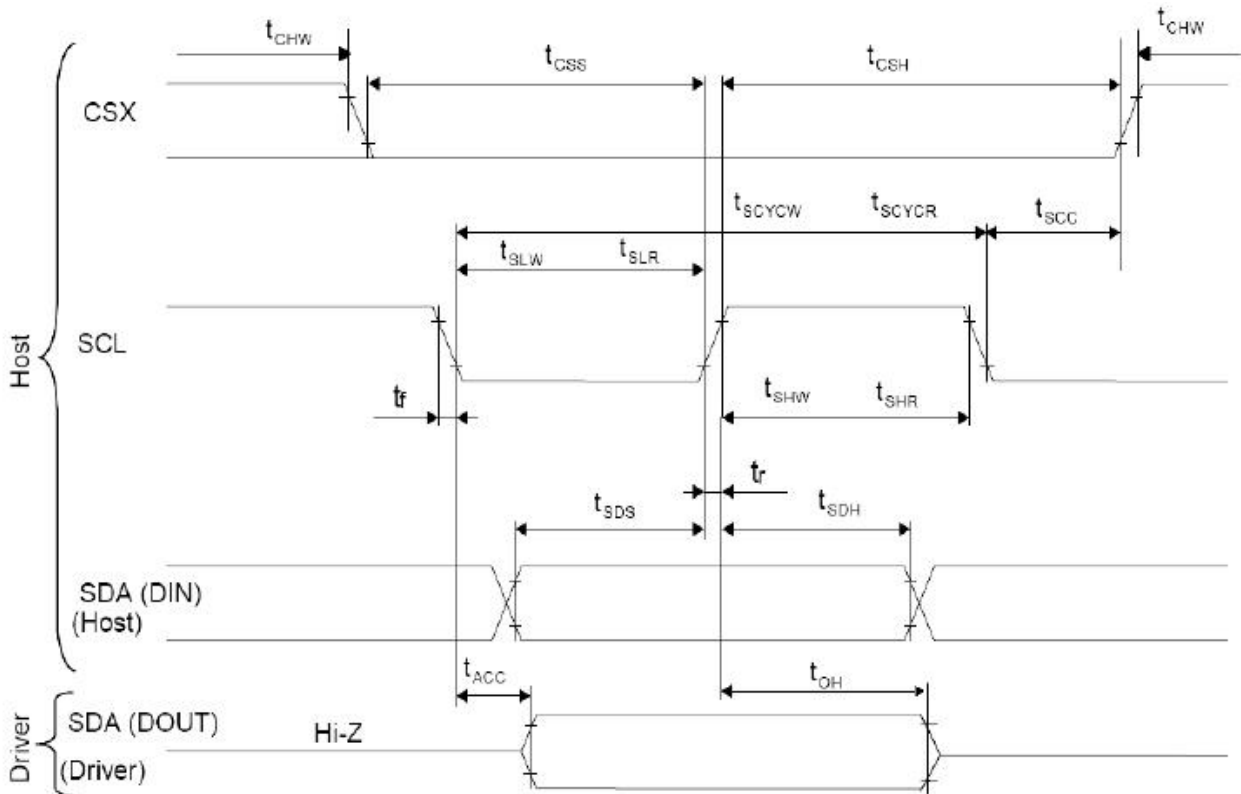 tCHW
tCHW
tCSS
tCSH
CSX
tSCYCW
tSCYCR
tSCC
tSLW
tSLR
Host
SCL
tf
tSHW
tSHR
tr
tSDS
tSDH
SDA (DIN)
(Host)
tACC
tOH
Driver
SDA (DOUT)
Hi-Z
(Driver)